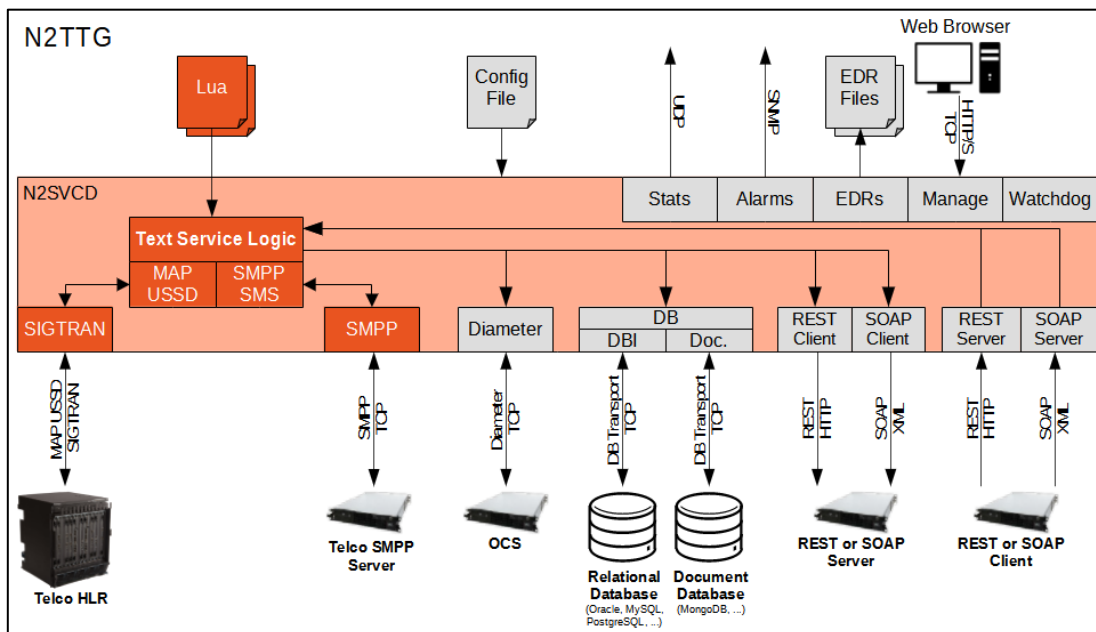 N2TTG
Web Browser
Lua
Config
File
UDP
SNMP
EDR
Files
HTTP/S
TCP
N2SVCD
Stats
Alarms
EDRs
Manage
Watchdog
Text Service Logic
MAP
USSD
SMPP
SMS
SIGTRAN
SMPP
Diameter
DB
DBI
Doc.
REST
Client
SOAP
Client
REST
Server
SOAP
Server
MAP USSD
SIGTRAN
SMPP
TCP
Diameter
TCP
DB Transport
TCP
DB Transport
TCP
REST
HTTP
SOAP
XML
REST
HTTP
SOAP
XML
Telco HLR
Telco SMPP
Server
OCS
Relational
Database
(Oracle, MySQL,
PostgreSQL, ...)
Document
Database
(MongoDB, ...)
REST or SOAP
Server
REST or SOAP
Client